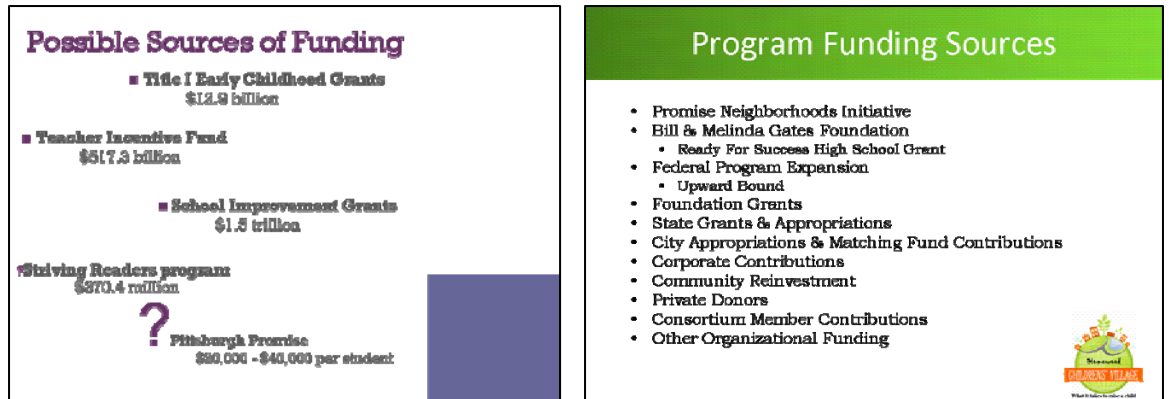 Possible Sources of Funding
■ Title I Early Childhood Grants
$12.9 billion
■ Teacher Incentive Fund
$517.3 billion
■ School Improvement Grants
$1.5 trillion
Striving Readers program
$370.4 million
?
Pittsburgh Promise
$20,000 - $40,000 per student
Program Funding Sources
• Promise Neighborhoods Initiative
• Bill & Melinda Gates Foundation
• Ready For Success High School Grant
• Federal Program Expansion
• Upward Bound
• Foundation Grants
• State Grants & Appropriations
• City Appropriations & Matching Fund Contributions
• Corporate Contributions
• Community Reinvestment
• Private Donors
• Consortium Member Contributions
• Other Organizational Funding
Homewood
CHILDREN'S VILLAGE